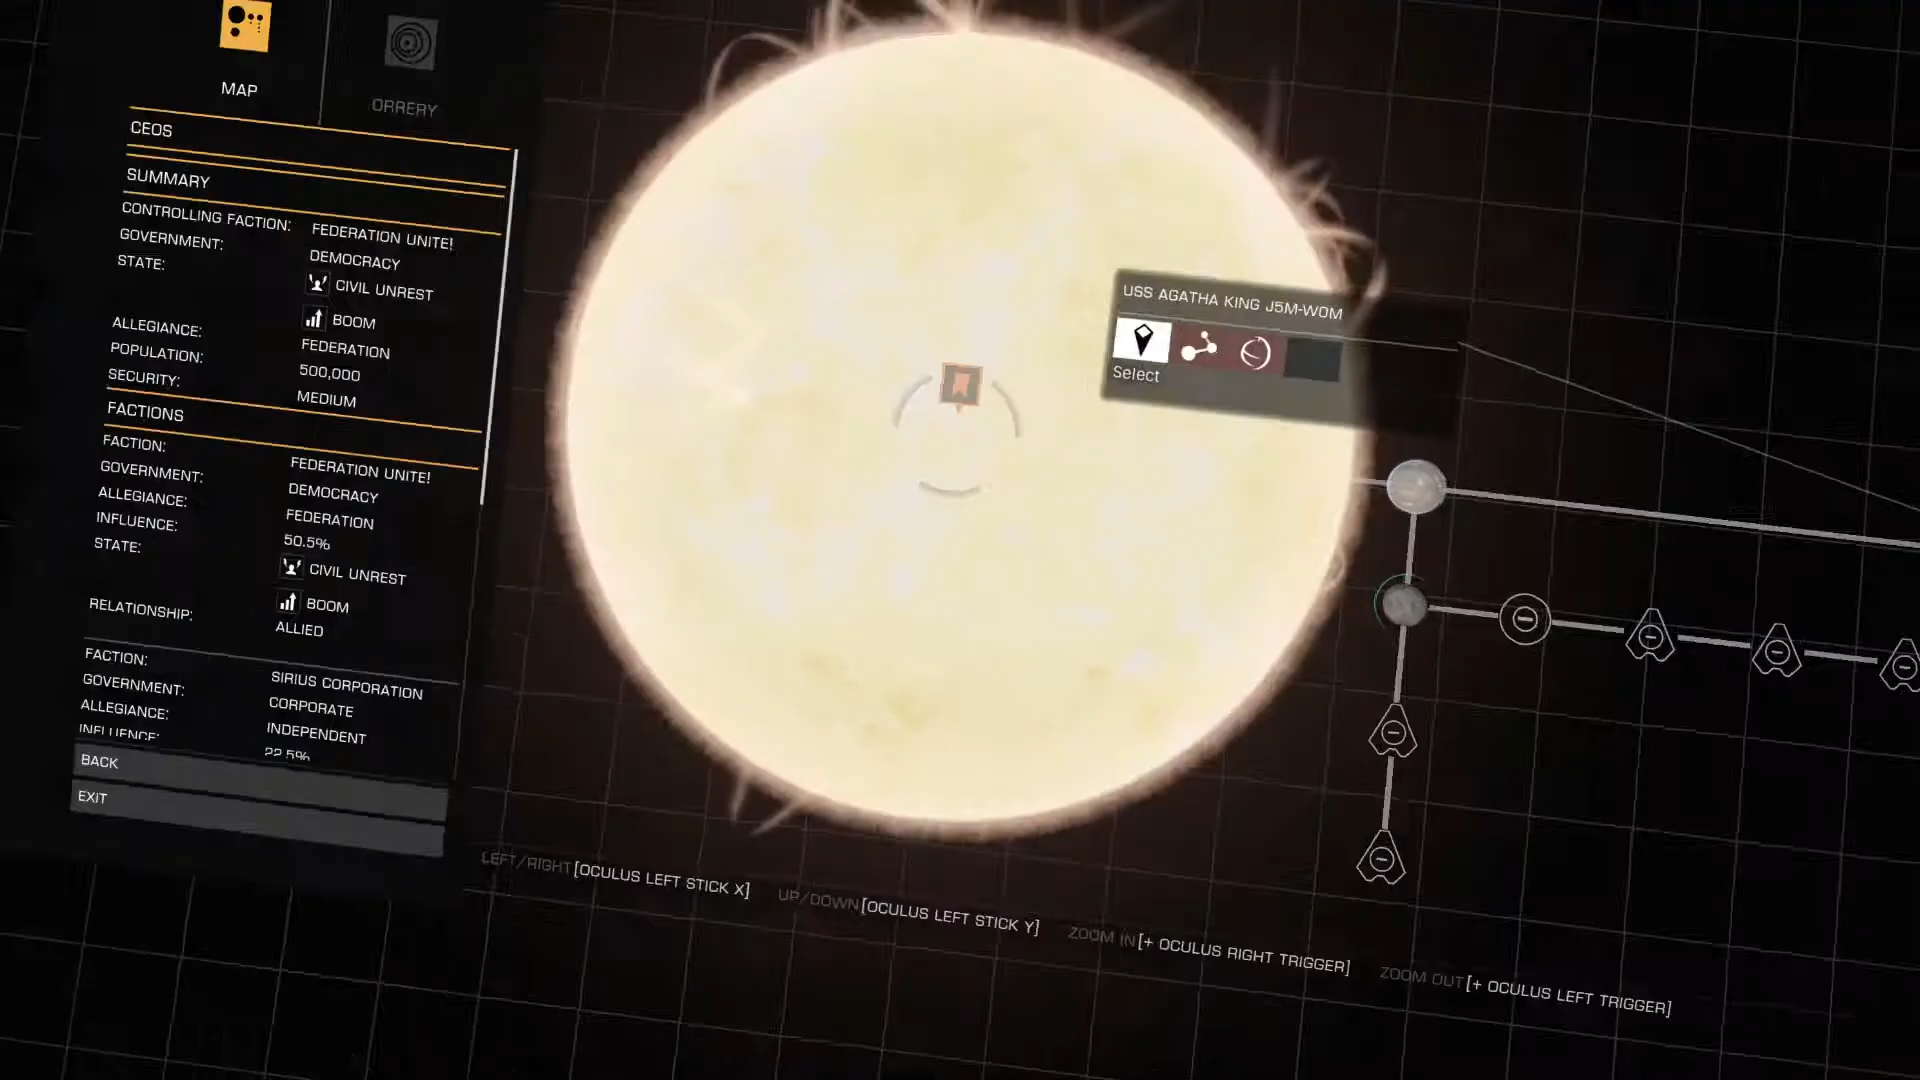 MAP
ORRERY
CEOS
SUMMARY
CONTROLLING FACTION: FEDERATION UNITE!
GOVERNMENT: DEMOCRACY
STATE: CIVIL UNREST
BOOM
ALLEGIANCE: FEDERATION
POPULATION: 500,000
SECURITY: MEDIUM
FACTIONS
FACTION: FEDERATION UNITE!
GOVERNMENT: DEMOCRACY
ALLEGIANCE: FEDERATION
INFLUENCE: 50.5%
STATE: CIVIL UNREST
BOOM
RELATIONSHIP: ALLIED
FACTION: SIRIUS CORPORATION
GOVERNMENT: CORPORATE
ALLEGIANCE: INDEPENDENT
INFLUENCE: 22.5%
BACK
EXIT
USS AGATHA KING J5M-W0M
Select
LEFT/RIGHT[OCULUS LEFT STICK X] UP/DOWN[OCULUS LEFT STICK Y] ZOOM IN[+ OCULUS RIGHT TRIGGER] ZOOM OUT[+ OCULUS LEFT TRIGGER]